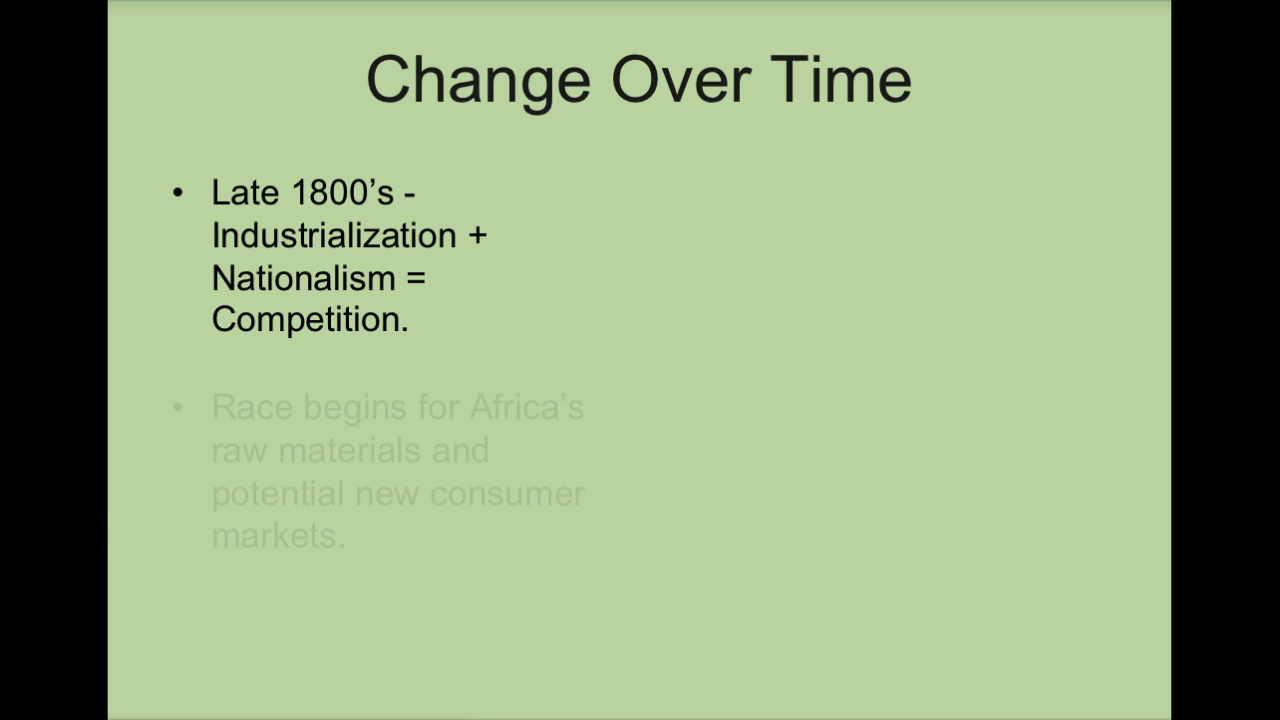 Change Over Time
• Late 1800’s -
Industrialization +
Nationalism =
Competition.
• Race begins for Africa’s
raw materials and
potential new consumer
markets.